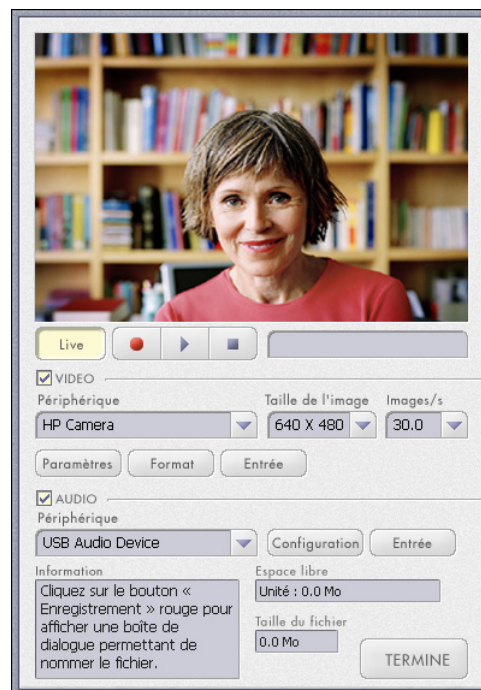 Live
VIDEO
Périphérique Taille de l'image Images/s
HP Camera 640 X 480 30.0
Paramètres Format Entrée
AUDIO
Périphérique
USB Audio Device Configuration Entrée
Information
Cliquez sur le bouton «
Enregistrement » rouge pour
afficher une boîte de
dialogue permettant de
nommer le fichier.
Espace libre
Unité : 0.0 Mo
Taille du fichier
0.0 Mo
TERMINE